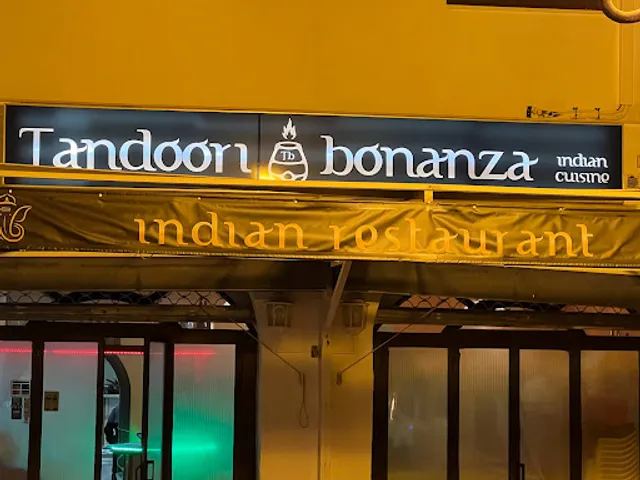 Tandoori Tb bonanza indian
cuisine
indian restaurant